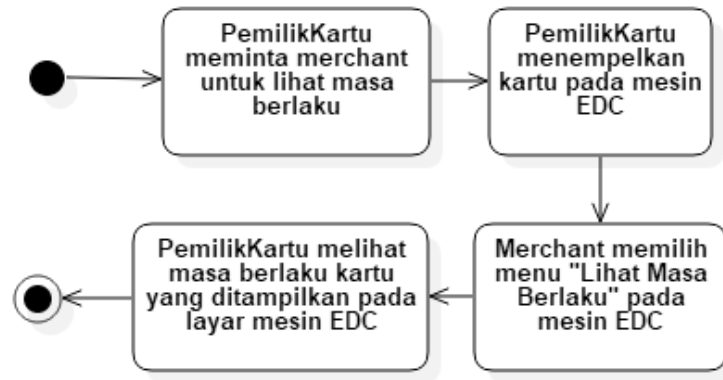 PemilikKartu
meminta merchant
untuk lihat masa
berlaku
PemilikKartu
menempelkan
kartu pada mesin
EDC
Merchant memilih
menu "Lihat Masa
Berlaku" pada
mesin EDC
PemilikKartu melihat
masa berlaku kartu
yang ditampilkan pada
layar mesin EDC